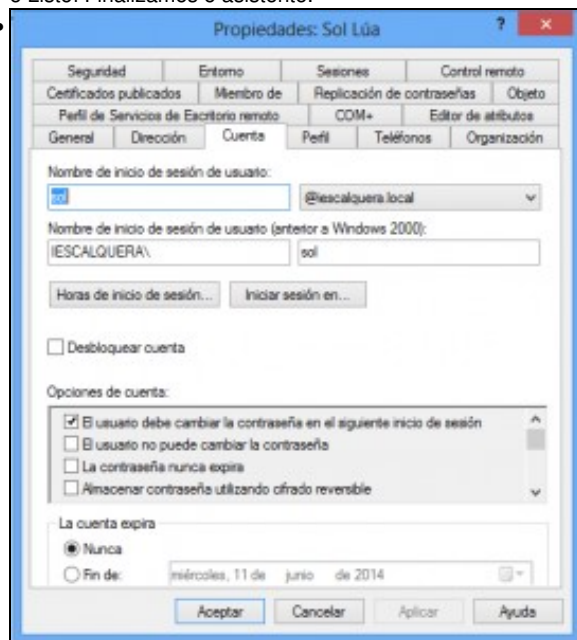 o Listo! Finalizamos o asistente.
Propiedades: Sol Lúa
?
Seguridad Entorno Sesiones Control remoto
Certificados publicados Miembro de Replicación de contraseñas Objeto
Perfil de Servicios de Escritorio remoto COM+ Editor de atributos
General Dirección Cuenta Perfil Teléfonos Organización
Nombre de inicio de sesión de usuario:
sol @iescalquera.local
Nombre de inicio de sesión de usuario (anterior a Windows 2000):
IESCALQUERA\ sol
Horas de inicio de sesión... Iniciar sesión en...
Desbloquear cuenta
Opciones de cuenta:
El usuario debe cambiar la contraseña en el siguiente inicio de sesión
El usuario no puede cambiar la contraseña
La contraseña nunca expira
Almacenar contraseña utilizando cifrado reversible
La cuenta expira
Nunca
Fin de: miércoles, 11 de junio de 2014
Aceptar Cancelar Aplicar Ayuda